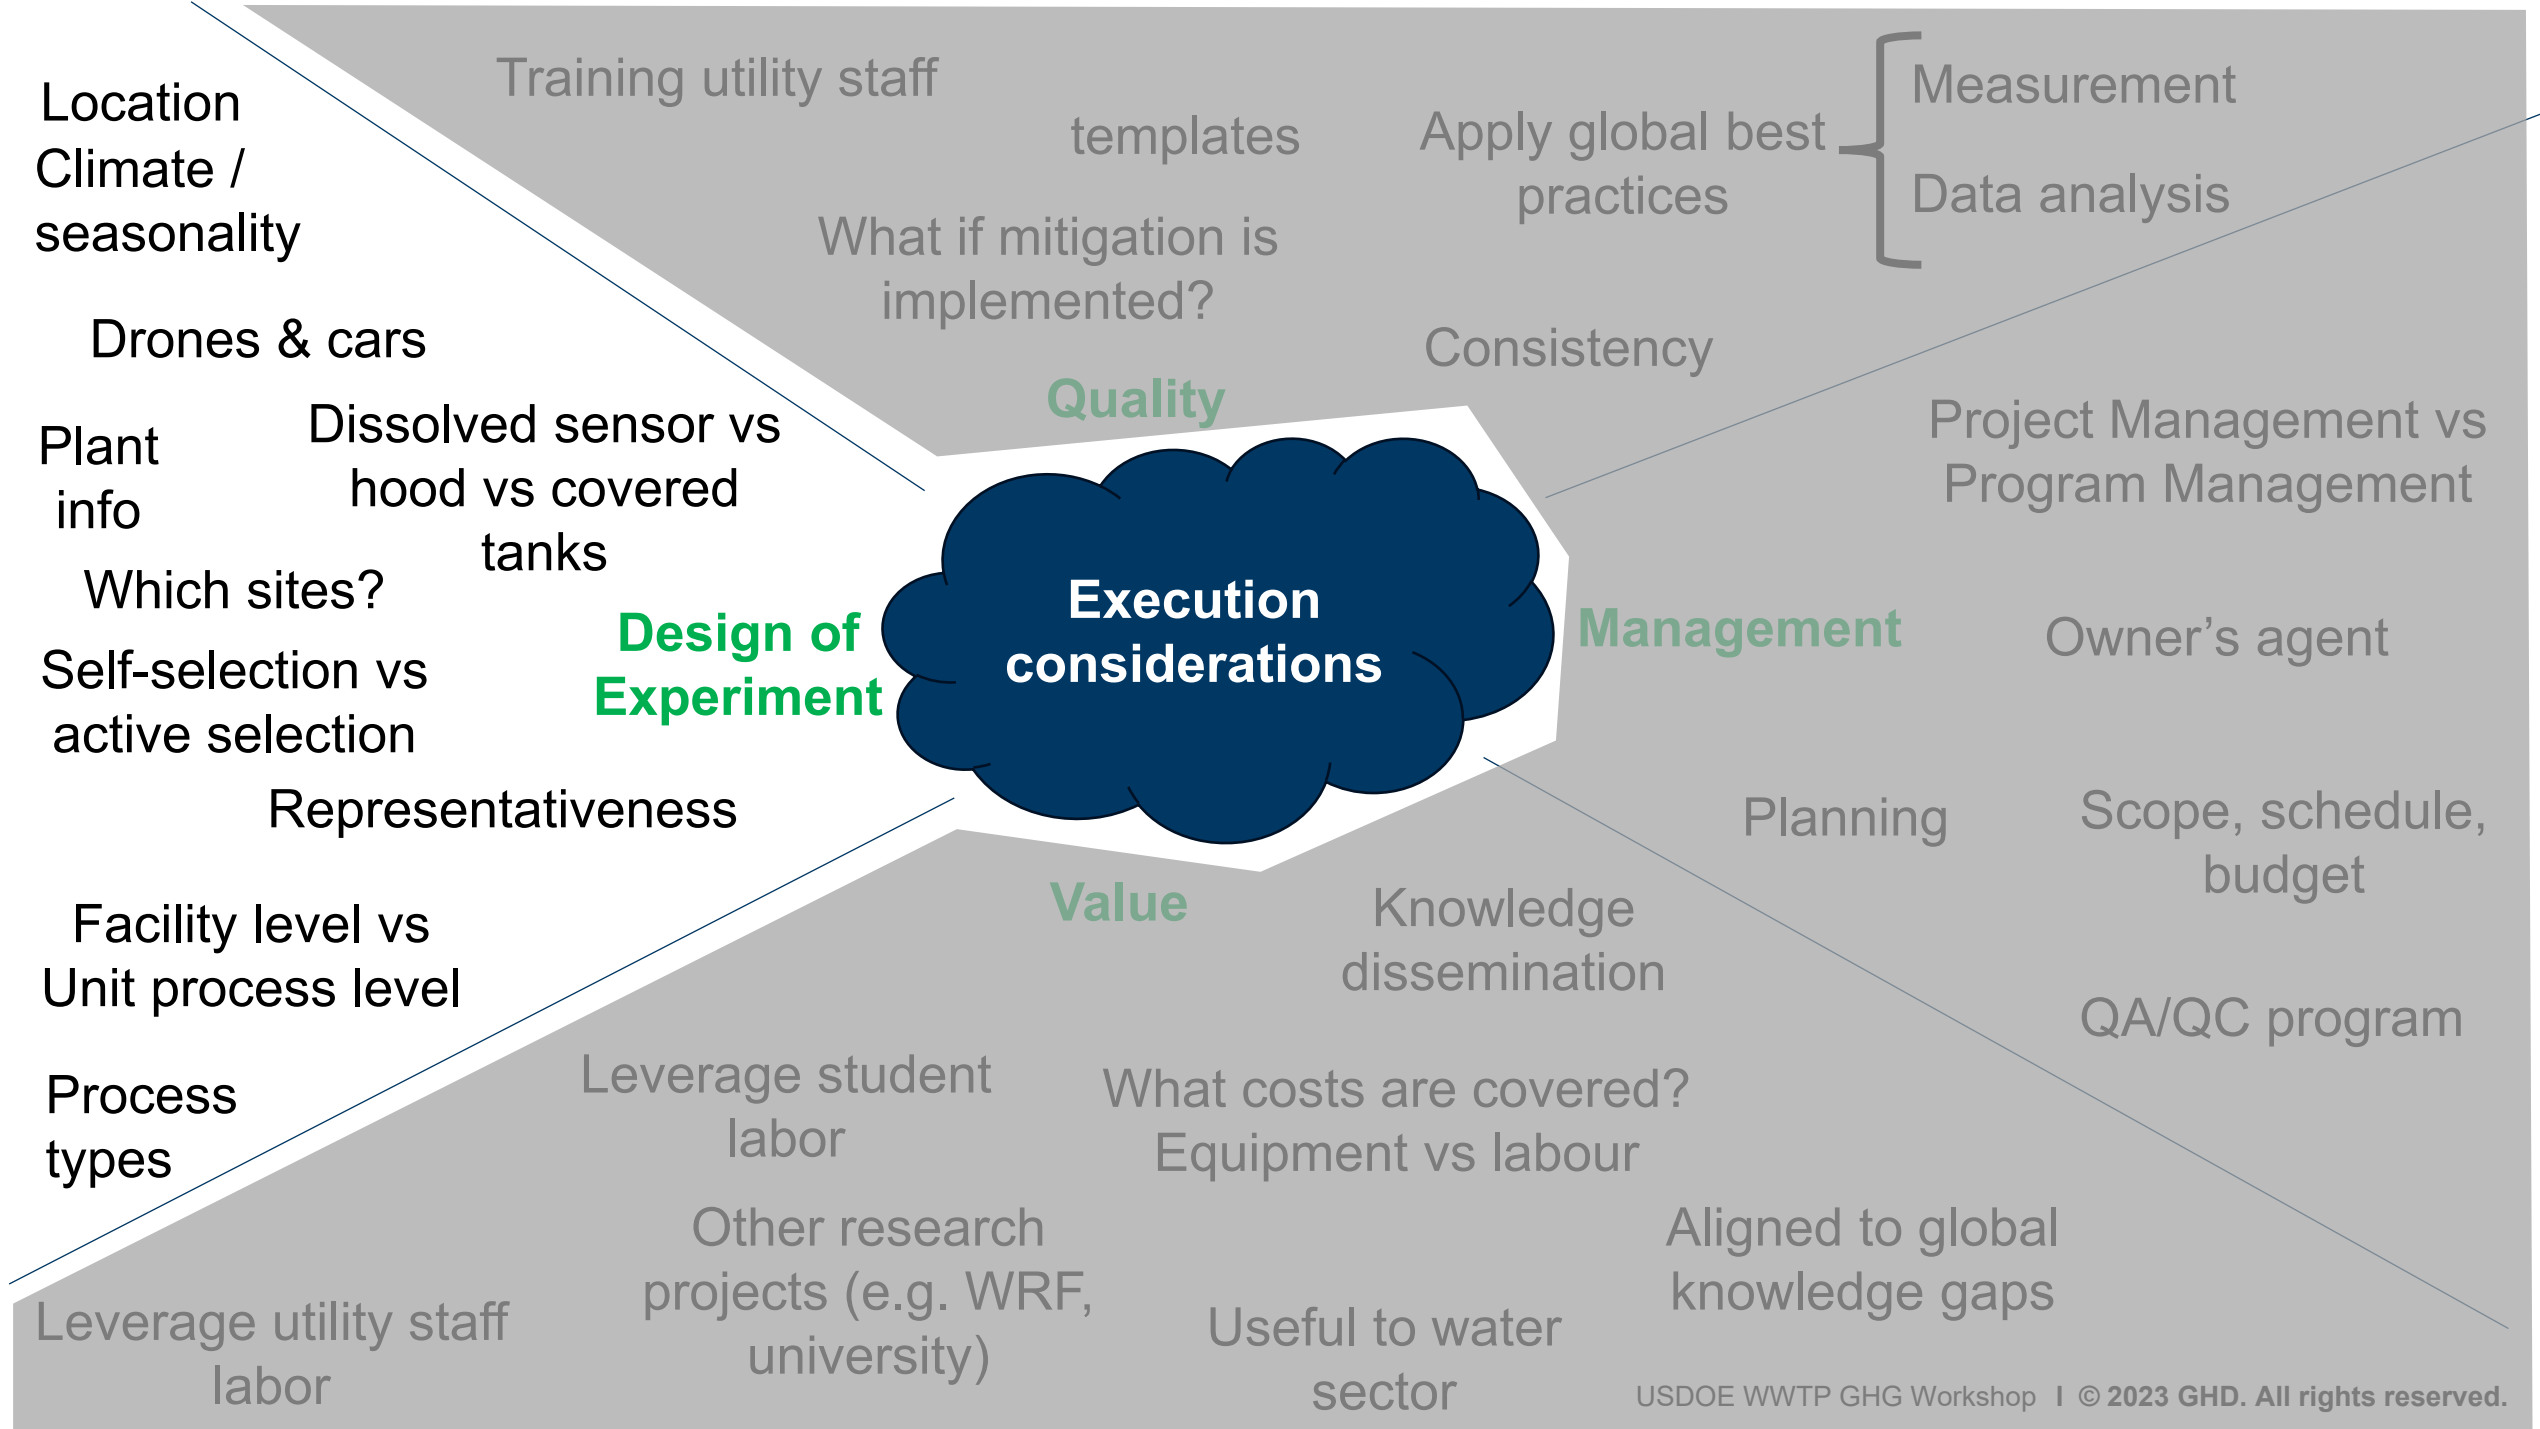 Location
Climate /
seasonality
Drones & cars
Plant
info
Dissolved sensor vs
hood vs covered
tanks
Which sites?
Self-selection vs
active selection
Representativeness
Facility level vs
Unit process level
Process
types
Design of
Experiment
Execution
considerations
Training utility staff
templates
Apply global best
practices
Measurement
Data analysis
What if mitigation is
implemented?
Consistency
Quality
Project Management vs
Program Management
Management
Owner’s agent
Planning
Scope, schedule,
budget
QA/QC program
Value
Knowledge
dissemination
Leverage student
labor
What costs are covered?
Equipment vs labour
Other research
projects (e.g. WRF,
university)
Aligned to global
knowledge gaps
Leverage utility staff
labor
Useful to water
sector
USDOE WWTP GHG Workshop I © 2023 GHD. All rights reserved.